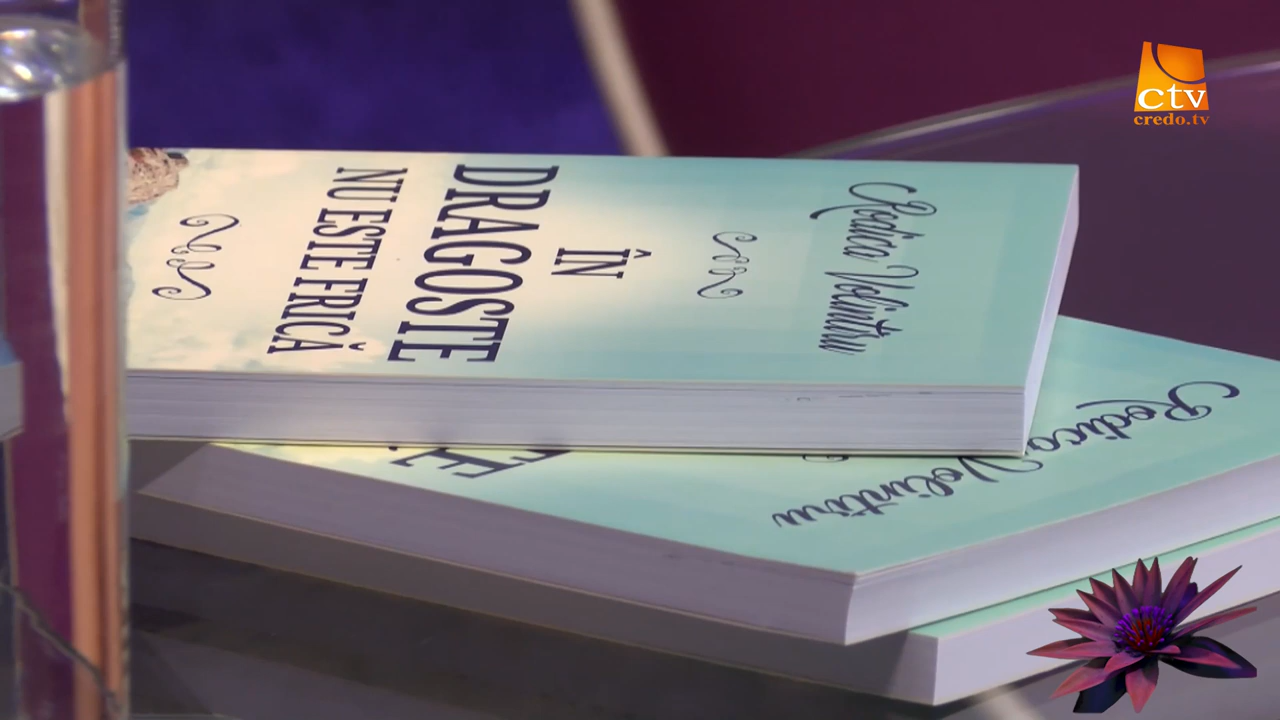 ctv
credo.tv
Rodica Volintiru
ÎN
DRAGOSTE
NU ESTE FRICĂ
Rodica Volintiru